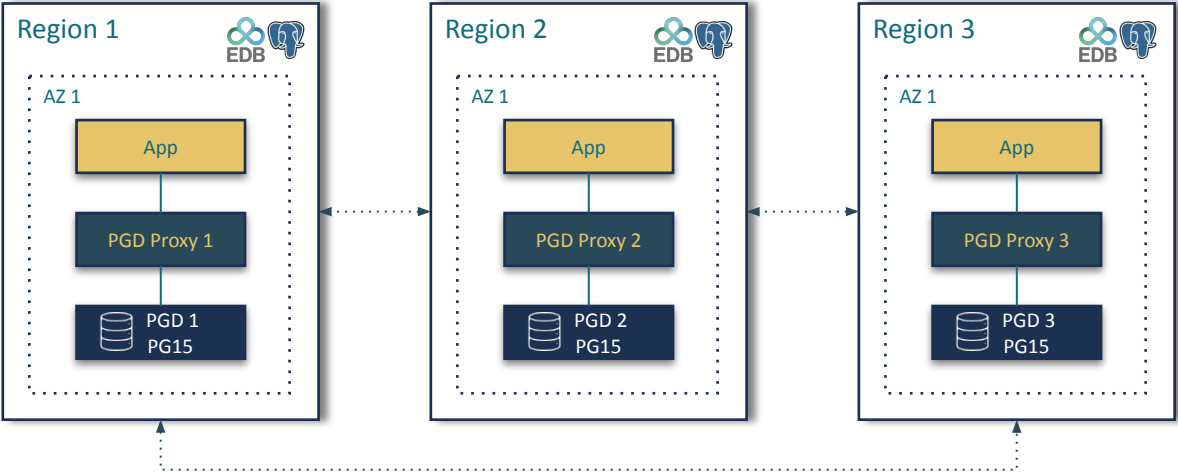 Region 1
EDB
AZ 1
App
PGD Proxy 1
PGD 1
PG15
Region 2
EDB
AZ 1
App
PGD Proxy 2
PGD 2
PG15
Region 3
EDB
AZ 1
App
PGD Proxy 3
PGD 3
PG15